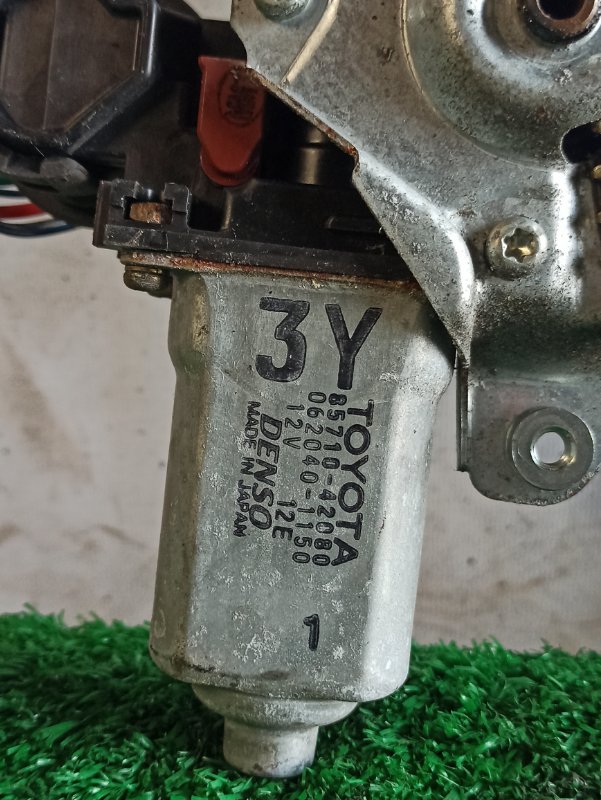 3Y
TOYOTA
85710-42080
062040-1150
12V 12E
DENSO
MADE IN JAPAN
1